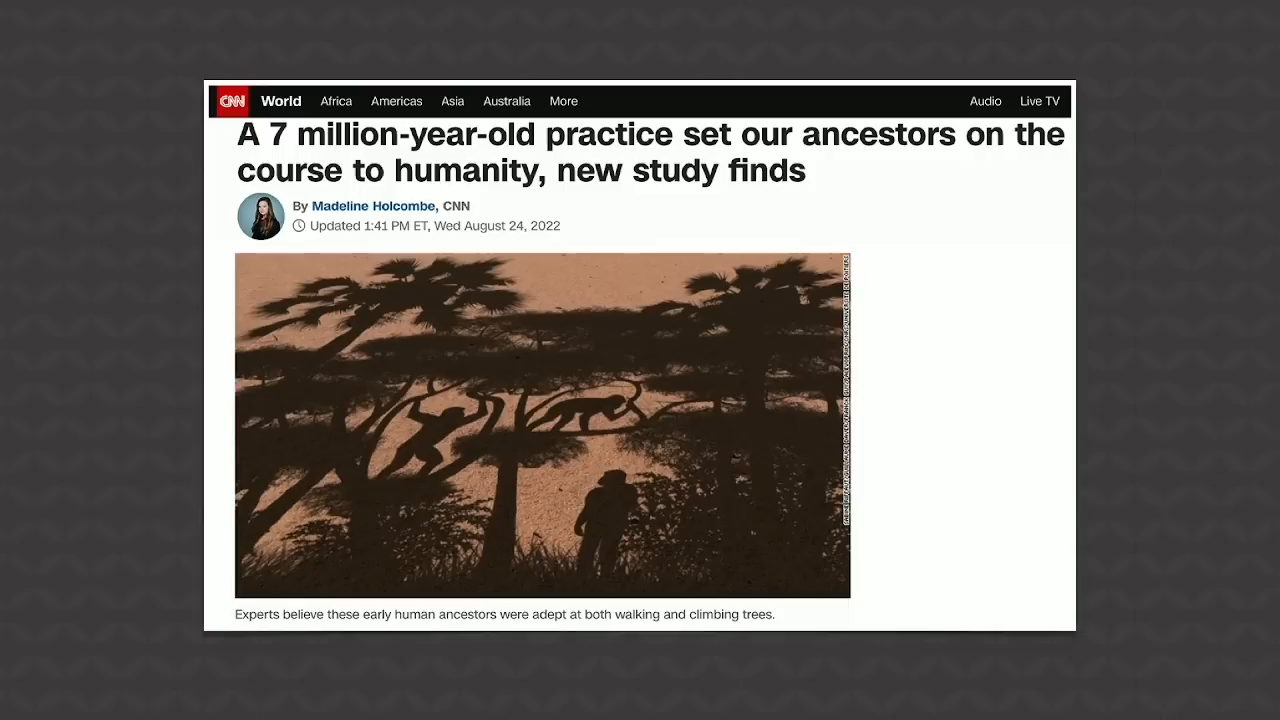 CNN World Africa Americas Asia Australia More Audio Live TV
A 7 million-year-old practice set our ancestors on the
course to humanity, new study finds
By Madeline Holcombe, CNN
Updated 1:41 PM ET, Wed August 24, 2022
Experts believe these early human ancestors were adept at both walking and climbing trees.